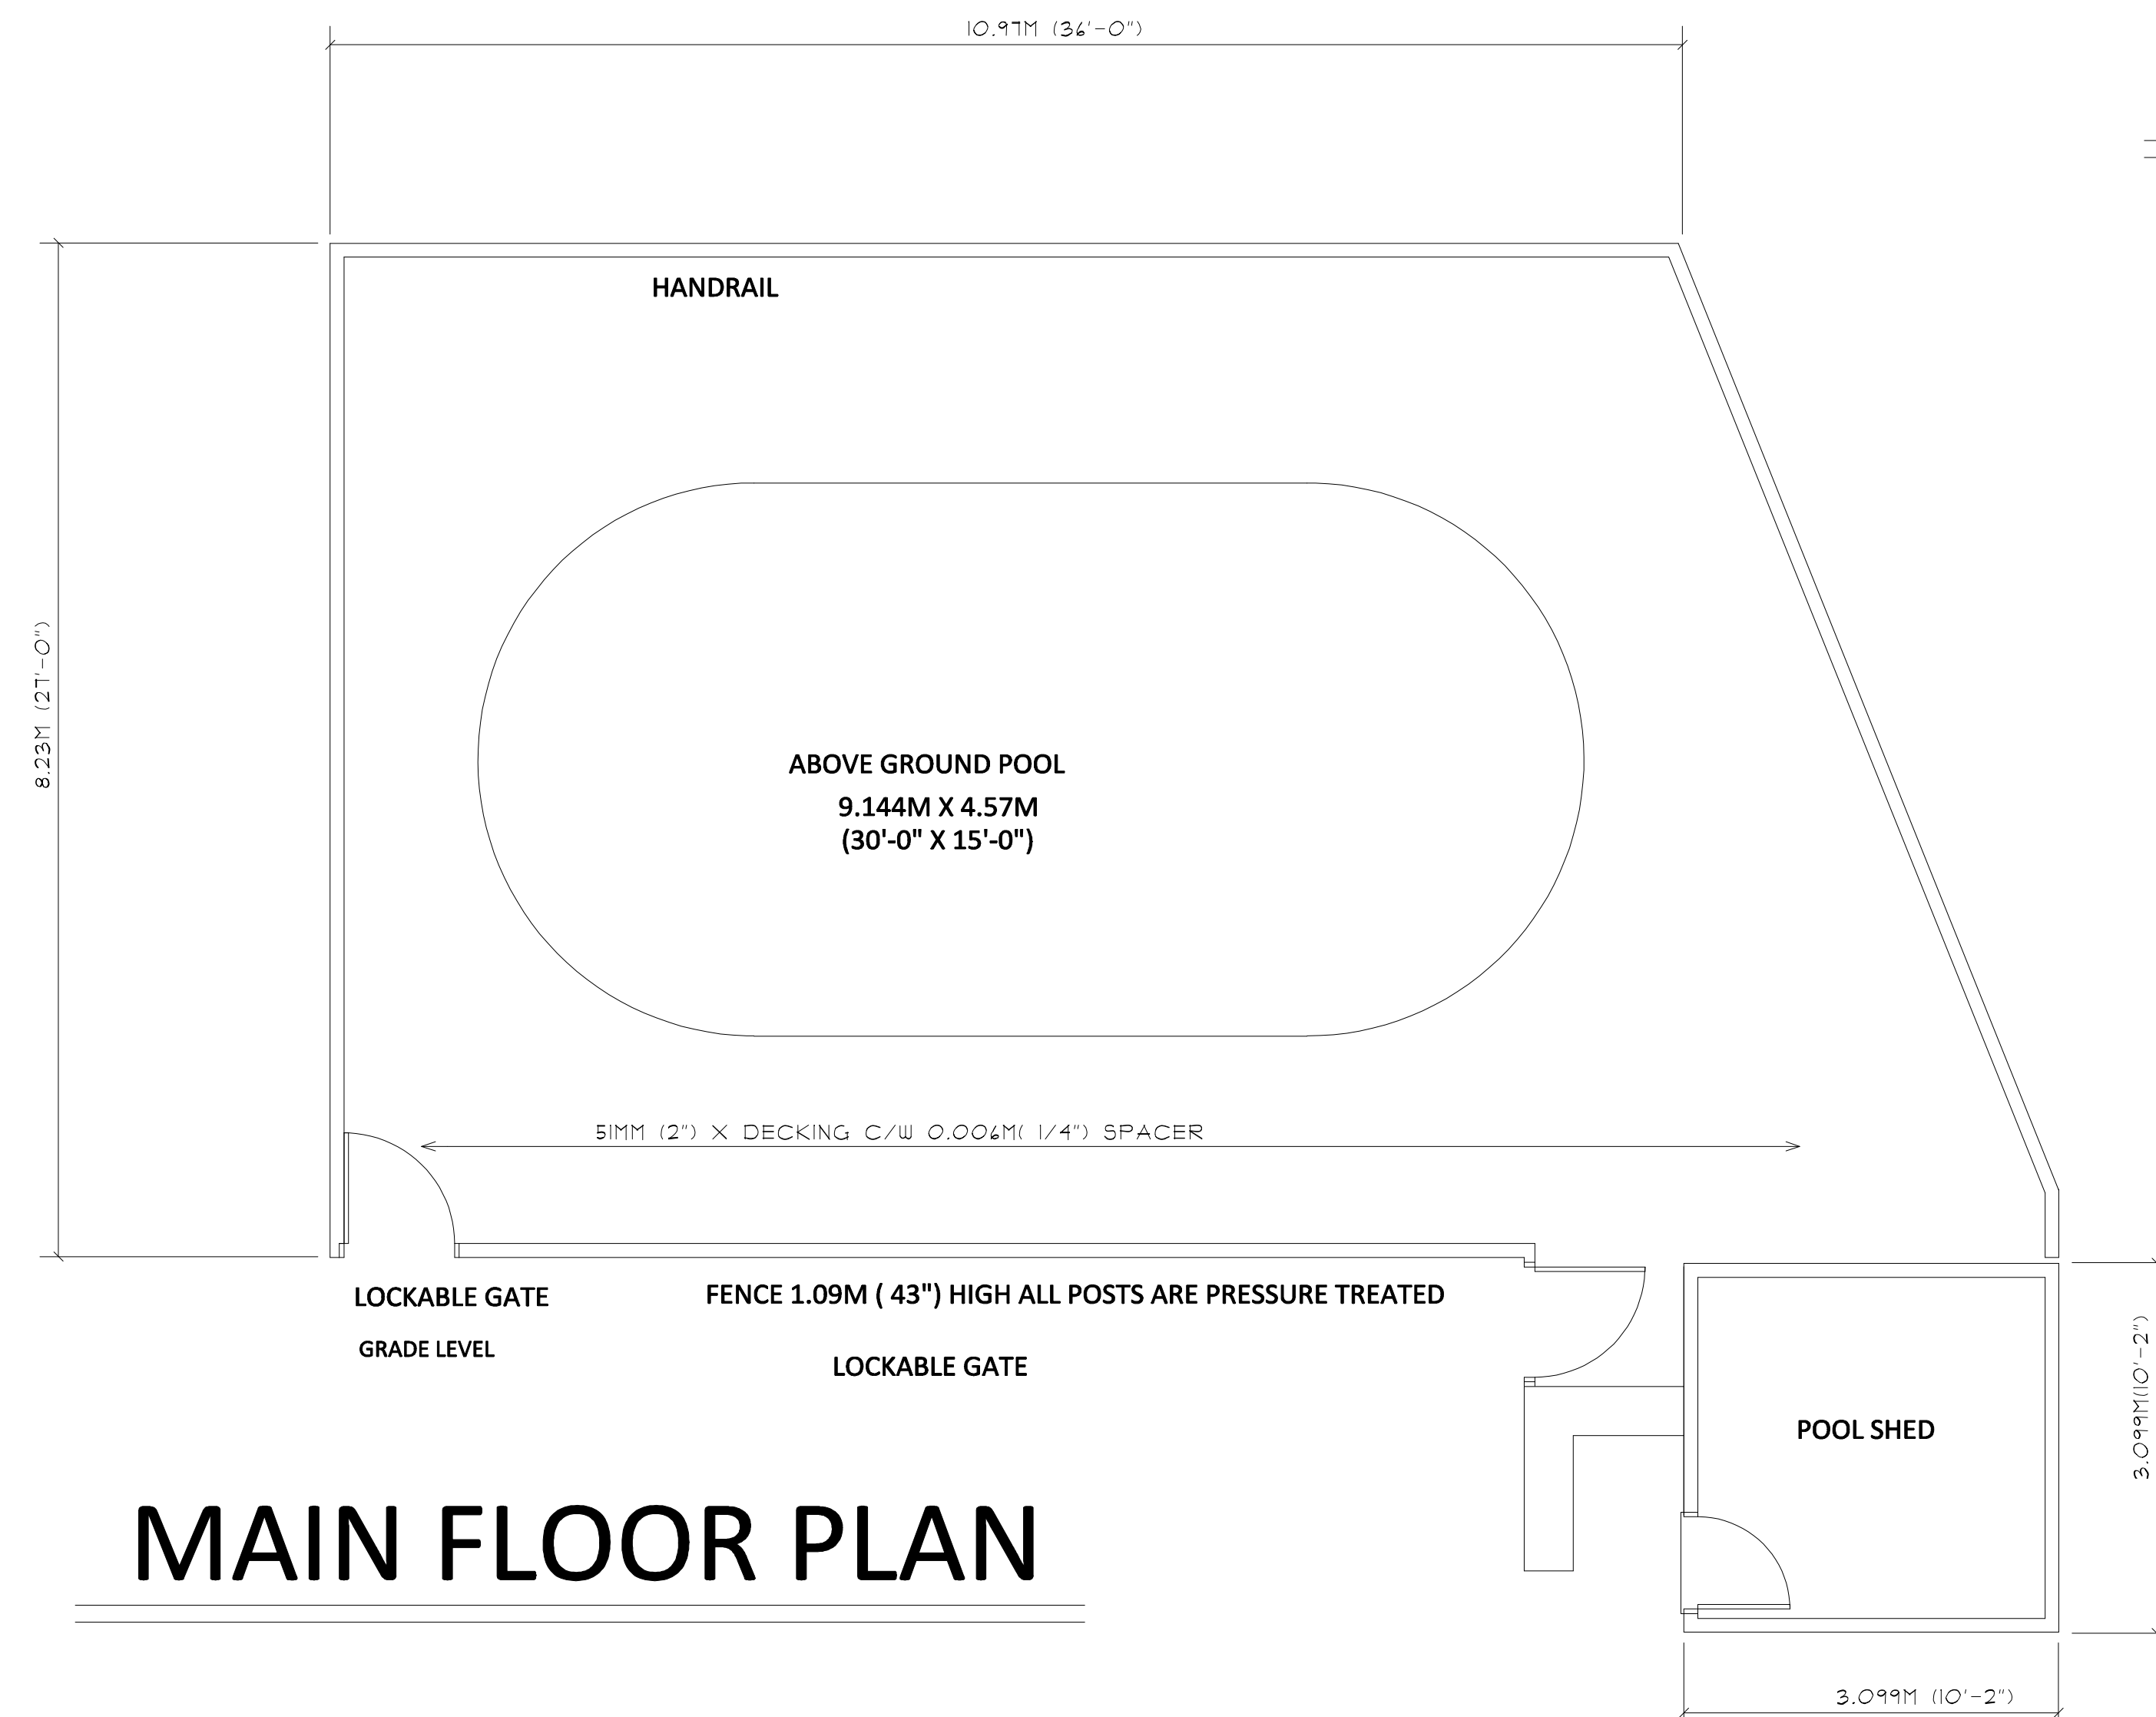 10.97M (36'-0")
HANDRAIL
8.23M (27'-0")
ABOVE GROUND POOL
9.144M X 4.57M
(30'-0" X 15'-0")
51MM (2") X DECKING C/W 0.006M( 1/4") SPACER
LOCKABLE GATE
FENCE 1.09M ( 43") HIGH ALL POSTS ARE PRESSURE TREATED
GRADE LEVEL
LOCKABLE GATE
POOL SHED
3.099M(10'-2")
MAIN FLOOR PLAN
3.099M (10'-2")